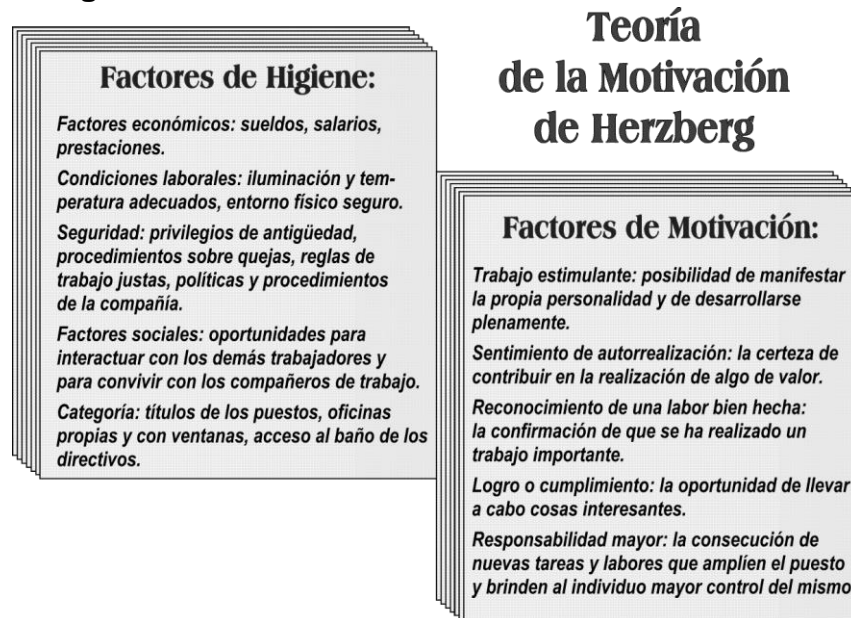 Teoría
de la Motivación
de Herzberg
Factores de Higiene:
Factores económicos: sueldos, salarios,
prestaciones.
Condiciones laborales: iluminación y tem-
peratura adecuados, entorno físico seguro.
Seguridad: privilegios de antigüedad,
procedimientos sobre quejas, reglas de
trabajo justas, políticas y procedimientos
de la compañía.
Factores sociales: oportunidades para
interactuar con los demás trabajadores y
para convivir con los compañeros de trabajo.
Categoría: títulos de los puestos, oficinas
propias y con ventanas, acceso al baño de los
directivos.
Factores de Motivación:
Trabajo estimulante: posibilidad de manifestar
la propia personalidad y de desarrollarse
plenamente.
Sentimiento de autorrealización: la certeza de
contribuir en la realización de algo de valor.
Reconocimiento de una labor bien hecha:
la confirmación de que se ha realizado un
trabajo importante.
Logro o cumplimiento: la oportunidad de llevar
a cabo cosas interesantes.
Responsabilidad mayor: la consecución de
nuevas tareas y labores que amplíen el puesto
y brinden al individuo mayor control del mismo